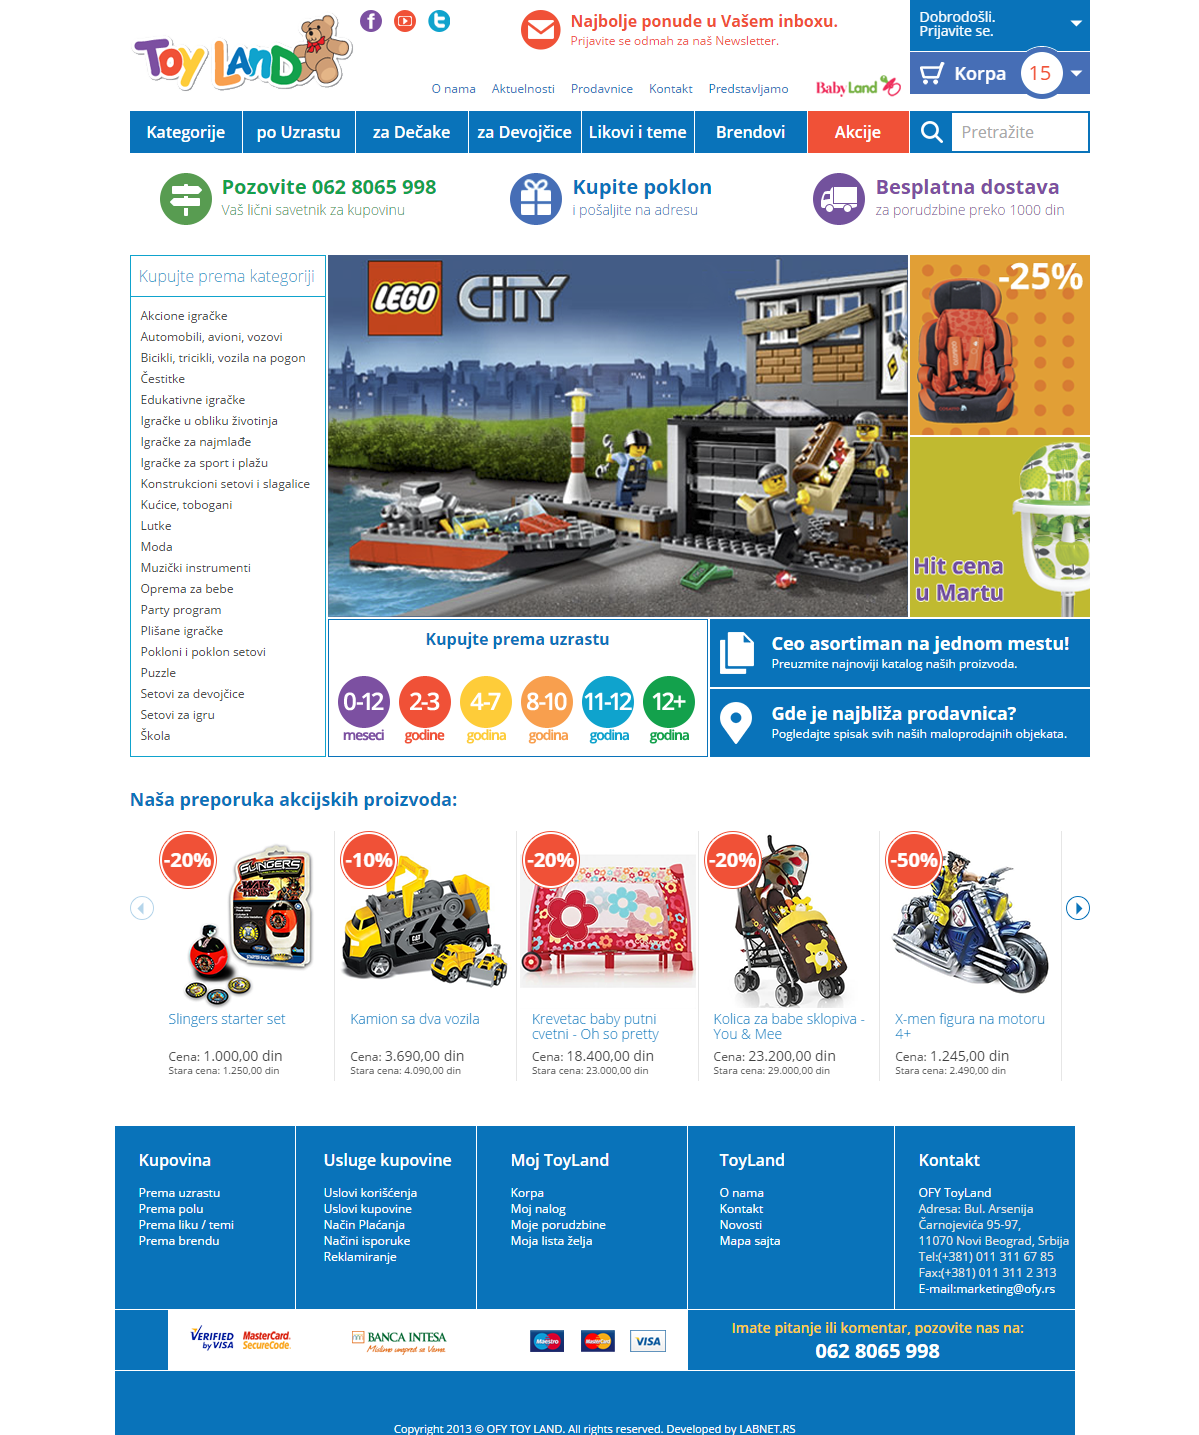 Toy Land
Najbolje ponude u Vašem inboxu.
Prijavite se odmah za naš Newsletter.
Dobrodošli.
Prijavite se.
Korpa 15
O nama Aktuelnosti Prodavnice Kontakt Predstavljamo
BabyLand
Kategorije po Uzrastu za Dečake za Devojčice Likovi i teme Brendovi Akcije Pretražite
Pozovite 062 8065 998
Vaš lični savetnik za kupovinu
Kupite poklon
i pošaljite na adresu
Besplatna dostava
za porudzbine preko 1000 din
Kupujte prema kategoriji
Akcione igračke
Automobili, avioni, vozovi
Bicikli, tricikli, vozila na pogon
Čestitke
Edukativne igračke
Igračke u obliku životinja
Igračke za najmlađe
Igračke za sport i plažu
Konstrukcioni setovi i slagalice
Kućice, tobogani
Lutke
Moda
Muzički instrumenti
Oprema za bebe
Party program
Plišane igračke
Pokloni i poklon setovi
Puzzle
Setovi za devojčice
Setovi za igru
Škola
LEGO CITY
-25%
Hit cena
u Martu
Kupujte prema uzrastu
0-12 2-3 4-7 8-10 11-12 12+
meseci godine godina godina godina godina
Ceo asortiman na jednom mestu!
Preuzmite najnoviji katalog naših proizvoda.
Gde je najbliža prodavnica?
Pogledajte spisak svih naših maloprodajnih objekata.
Naša preporuka akcijskih proizvoda:
-20%
SLINGERS
Slingers starter set
Cena: 1.000,00 din
Stara cena: 1.250,00 din
-10%
CAT
Kamion sa dva vozila
Cena: 3.690,00 din
Stara cena: 4.090,00 din
-20%
Krevetac baby putni
cvetni - Oh so pretty
Cena: 18.400,00 din
Stara cena: 23.000,00 din
-20%
Kolica za babe sklopiva -
You & Mee
Cena: 23.200,00 din
Stara cena: 29.000,00 din
-50%
X-men figura na motoru
4+
Cena: 1.245,00 din
Stara cena: 2.490,00 din
Kupovina
Prema uzrastu
Prema polu
Prema liku / temi
Prema brendu
Usluge kupovine
Uslovi korišćenja
Uslovi kupovine
Način Plaćanja
Načini isporuke
Reklamiranje
Moj ToyLand
Korpa
Moj nalog
Moje porudzbine
Moja lista želja
ToyLand
O nama
Kontakt
Novosti
Mapa sajta
Kontakt
OFY ToyLand
Adresa: Bul. Arsenija
Čarnojevića 95-97,
11070 Novi Beograd, Srbija
Tel:(+381) 011 311 67 85
Fax:(+381) 011 311 2 313
E-mail:marketing@ofy.rs
VERIFIED by VISA
MasterCard. SecureCode.
BANCA INTESA
Mislimo unapred sa Vama.
Maestro MasterCard VISA
Imate pitanje ili komentar, pozovite nas na:
062 8065 998
Copyright 2013 © OFY TOY LAND. All rights reserved. Developed by LABNET.RS